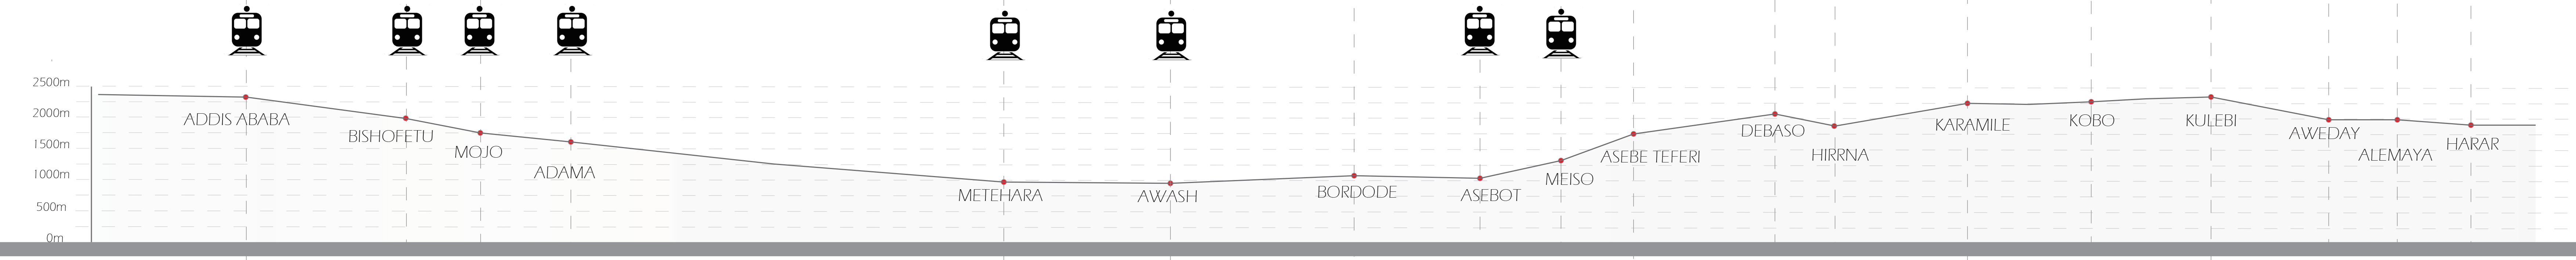 2500m
2000m
1500m
1000m
500m
0m
ADDIS ABABA
BISHOFETU
MOJO
ADAMA
METEHARA
AWASH
BORDODE
ASEBOT
MEISO
ASEBE TEFERI
DEBASO
HIRRNA
KARAMILE
KOBO
KULEBI
AWEDAY
ALEMAYA
HARAR